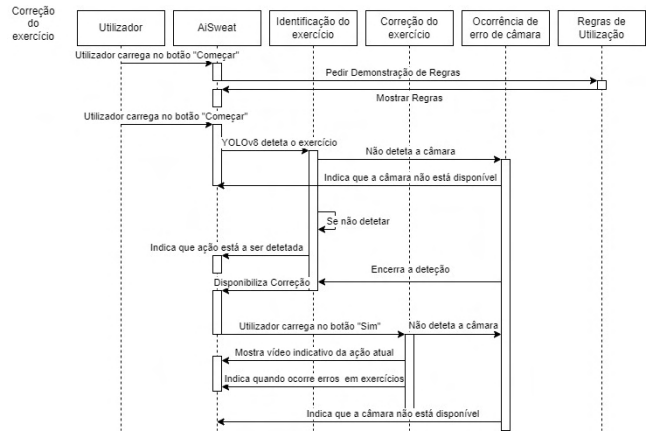 Correção
do
exercício
Utilizador
AiSweat
Identificação do
exercício
Correção do
exercício
Ocorrência de
erro de câmara
Regras de
Utilização
Utilizador carrega no botão "Começar"
Pedir Demonstração de Regras
Mostrar Regras
Utilizador carrega no botão "Começar"
YOLOv8 deteta o exercício
Não deteta a câmara
Indica que a câmara não está disponível
Se não detetar
Indica que ação está a ser detetada
Encerra a deteção
Disponibiliza Correção
Utilizador carrega no botão "Sim"
Não deteta a câmara
Mostra vídeo indicativo da ação atual
Indica quando ocorre erros em exercícios
Indica que a câmara não está disponível